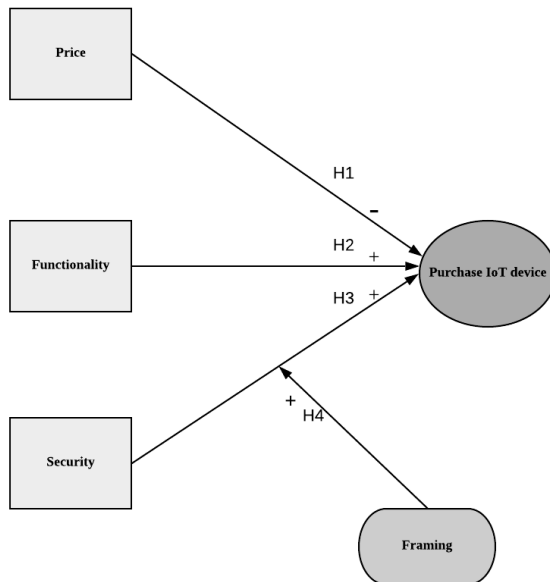 Price
H1
-
Functionality
H2
+
Purchase IoT device
H3
+
+
H4
Security
Framing